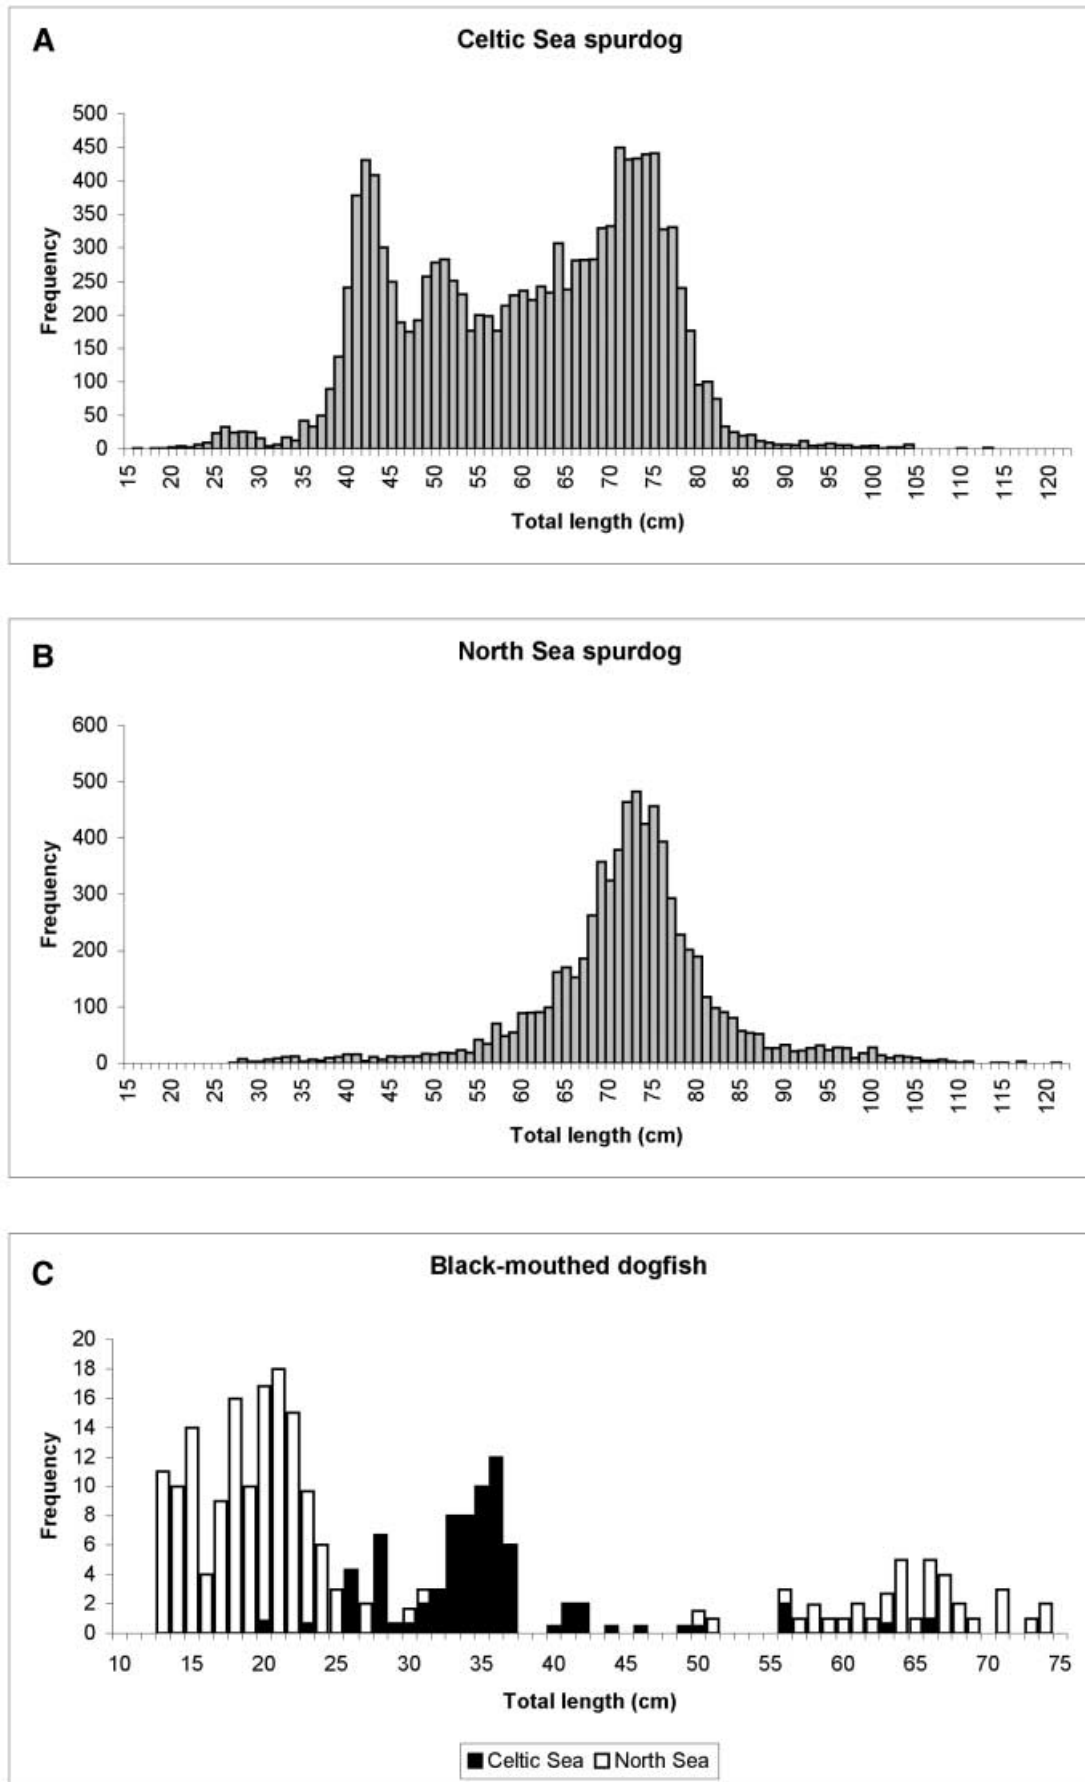 A
Celtic Sea spurdog
500
450
400
350
300
250
200
150
100
50
0
Frequency
15 20 25 30 35 40 45 50 55 60 65 70 75 80 85 90 95 100 105 110 115 120
Total length (cm)
B
North Sea spurdog
600
500
400
300
200
100
0
Frequency
15 20 25 30 35 40 45 50 55 60 65 70 75 80 85 90 95 100 105 110 115 120
Total length (cm)
C
Black-mouthed dogfish
20
18
16
14
12
10
8
6
4
2
0
Frequency
10 15 20 25 30 35 40 45 50 55 60 65 70 75
Total length (cm)
Celtic Sea North Sea